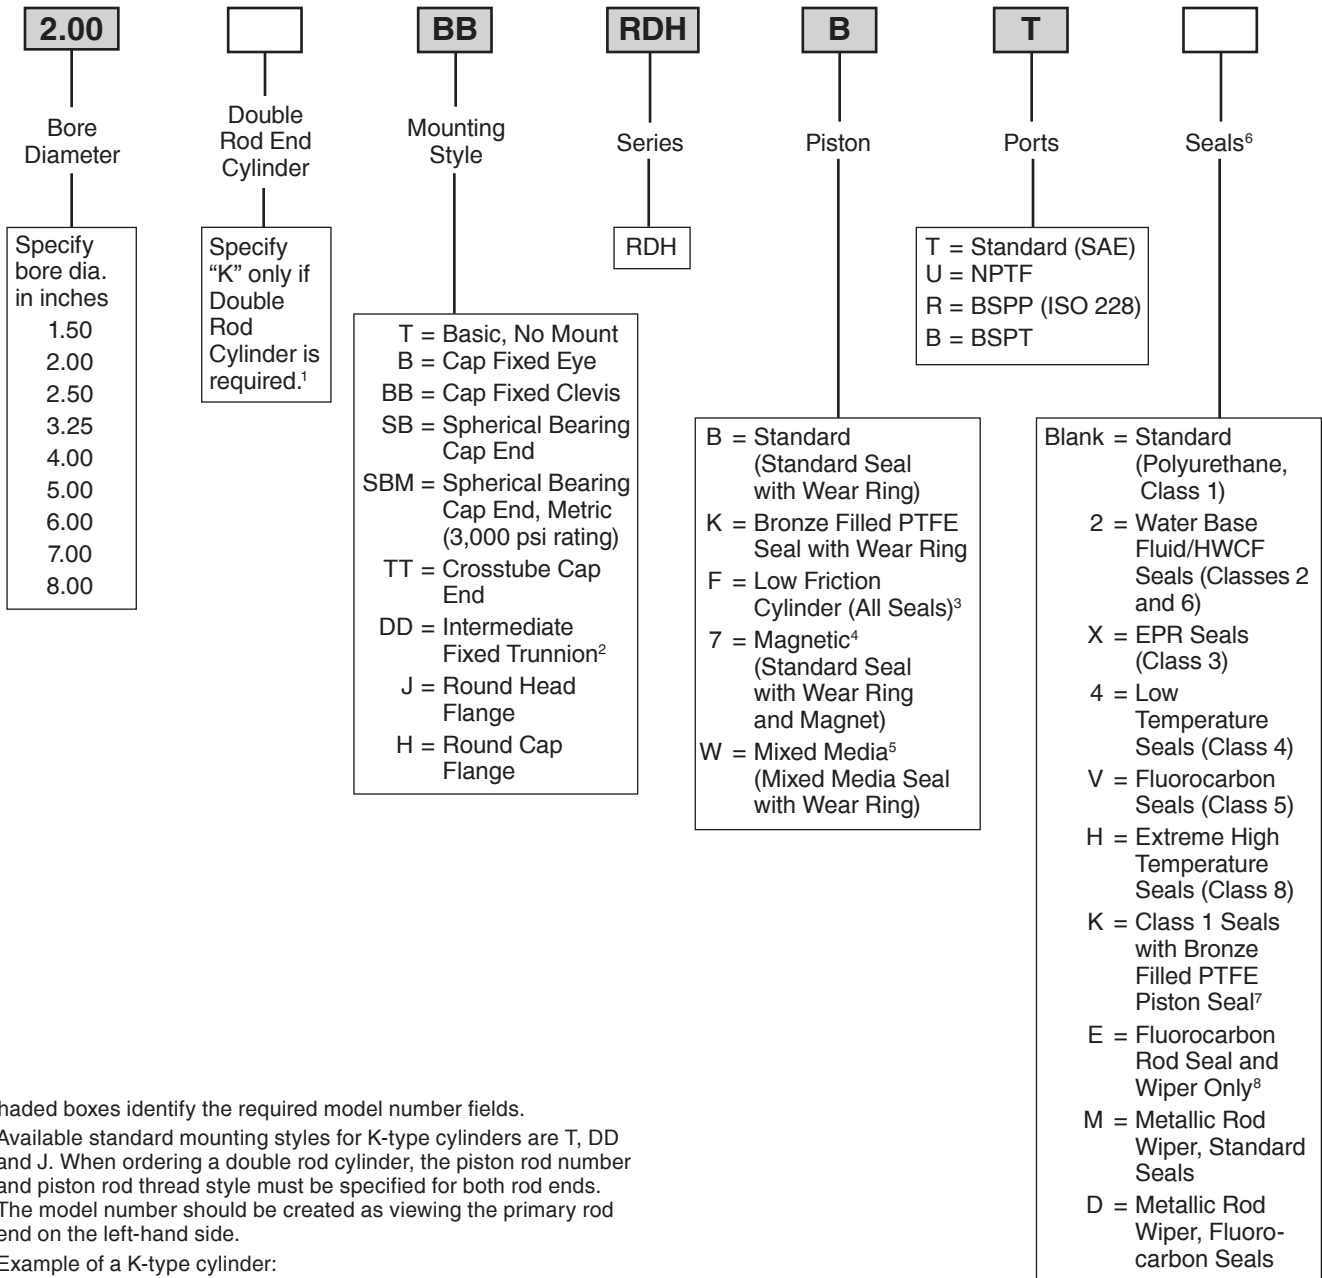 2.00
BB
RDH
B
T
Bore
Diameter
Double
Rod End
Cylinder
Mounting
Style
Series
Piston
Ports
Seals⁶
Specify
bore dia.
in inches
1.50
2.00
2.50
3.25
4.00
5.00
6.00
7.00
8.00
Specify
“K” only if
Double
Rod
Cylinder is
required.¹
T = Basic, No Mount
B = Cap Fixed Eye
BB = Cap Fixed Clevis
SB = Spherical Bearing
Cap End
SBM = Spherical Bearing
Cap End, Metric
(3,000 psi rating)
TT = Crosstube Cap
End
DD = Intermediate
Fixed Trunnion²
J = Round Head
Flange
H = Round Cap
Flange
RDH
B = Standard
(Standard Seal
with Wear Ring)
K = Bronze Filled PTFE
Seal with Wear Ring
F = Low Friction
Cylinder (All Seals)³
7 = Magnetic⁴
(Standard Seal
with Wear Ring
and Magnet)
W = Mixed Media⁵
(Mixed Media Seal
with Wear Ring)
T = Standard (SAE)
U = NPTF
R = BSPP (ISO 228)
B = BSPT
Blank = Standard
(Polyurethane,
Class 1)
2 = Water Base
Fluid/HWCF
Seals (Classes 2
and 6)
X = EPR Seals
(Class 3)
4 = Low
Temperature
Seals (Class 4)
V = Fluorocarbon
Seals (Class 5)
H = Extreme High
Temperature
Seals (Class 8)
K = Class 1 Seals
with Bronze
Filled PTFE
Piston Seal⁷
E = Fluorocarbon
Rod Seal and
Wiper Only⁸
M = Metallic Rod
Wiper, Standard
Seals
D = Metallic Rod
Wiper, Fluoro-
carbon Seals
haded boxes identify the required model number fields.
Available standard mounting styles for K-type cylinders are T, DD
and J. When ordering a double rod cylinder, the piston rod number
and piston rod thread style must be specified for both rod ends.
The model number should be created as viewing the primary rod
end on the left-hand side.
Example of a K-type cylinder: